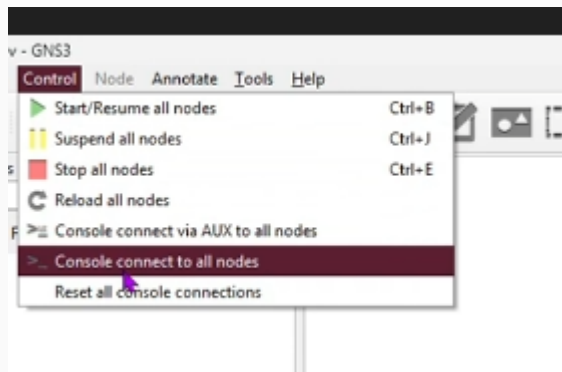 v - GNS3
Control Node Annotate Tools Help
Start/Resume all nodes Ctrl+B
Suspend all nodes Ctrl+J
Stop all nodes Ctrl+E
Reload all nodes
Console connect via AUX to all nodes
Console connect to all nodes
Reset all console connections